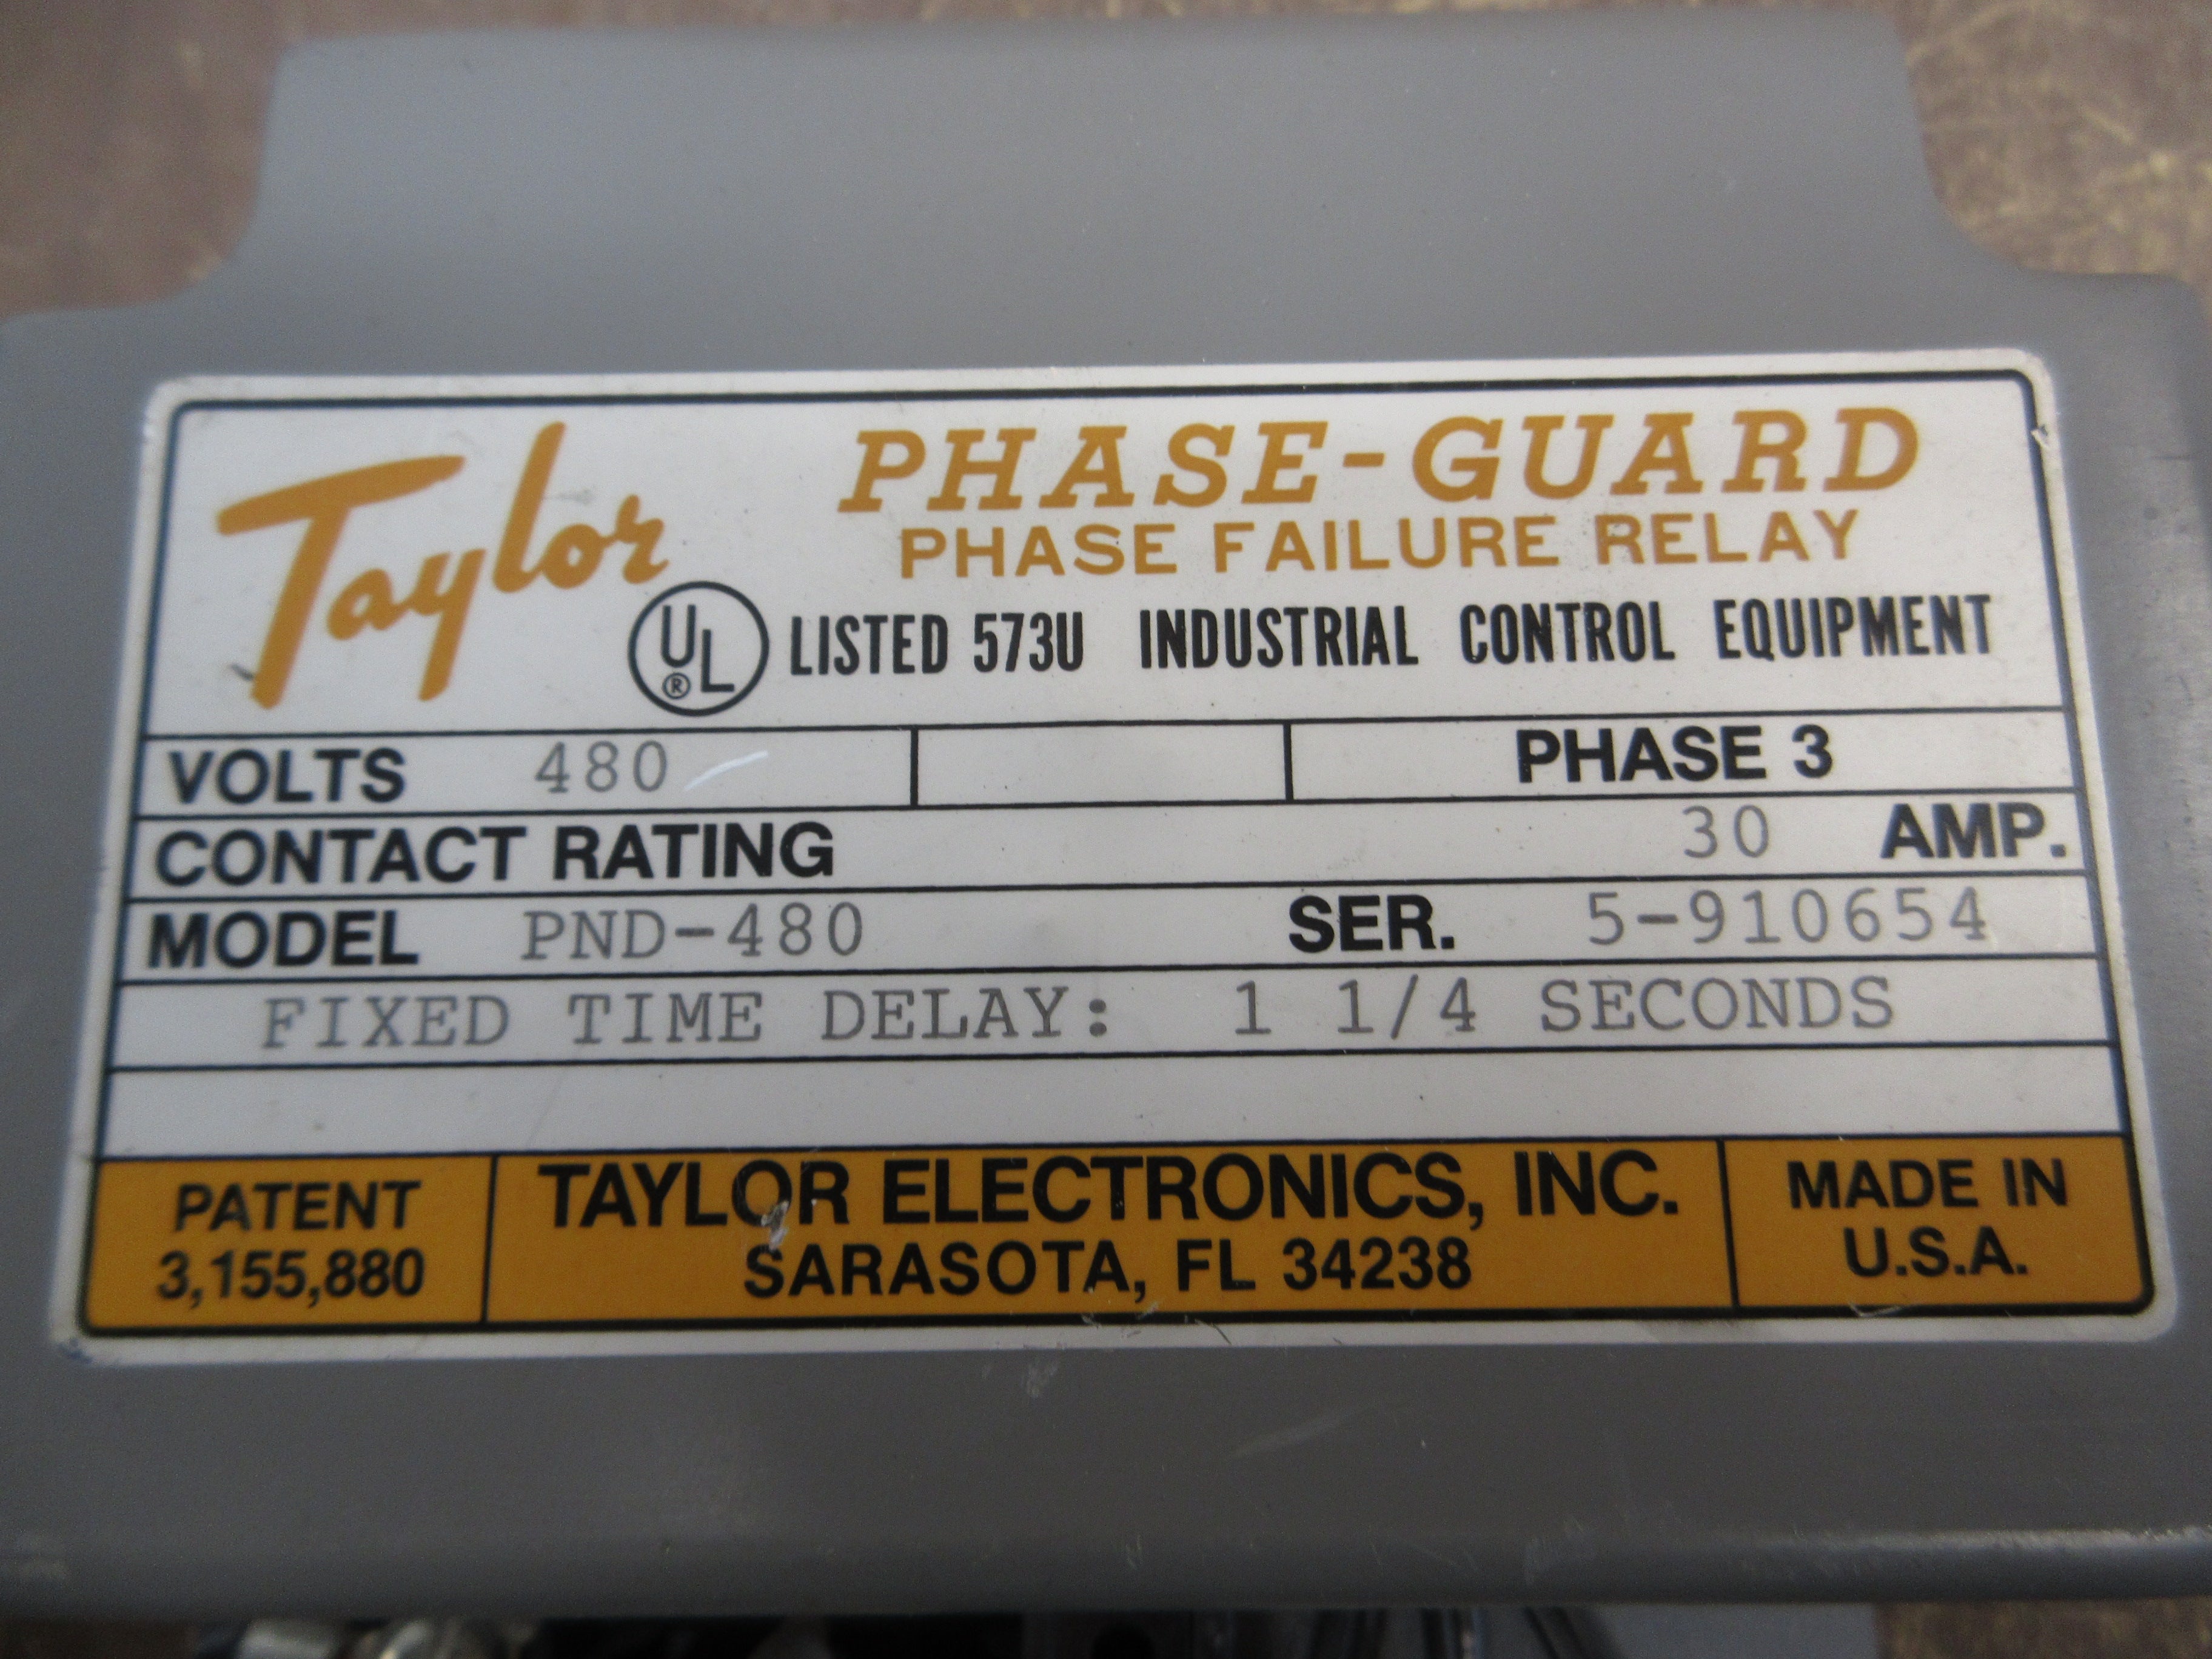 Taylor
PHASE-GUARD
PHASE FAILURE RELAY
UL ® LISTED 573U INDUSTRIAL CONTROL EQUIPMENT
VOLTS 480 PHASE 3
CONTACT RATING 30 AMP.
MODEL PND-480 SER. 5-910654
FIXED TIME DELAY: 1 1/4 SECONDS
PATENT
3,155,880
TAYLOR ELECTRONICS, INC.
SARASOTA, FL 34238
MADE IN
U.S.A.